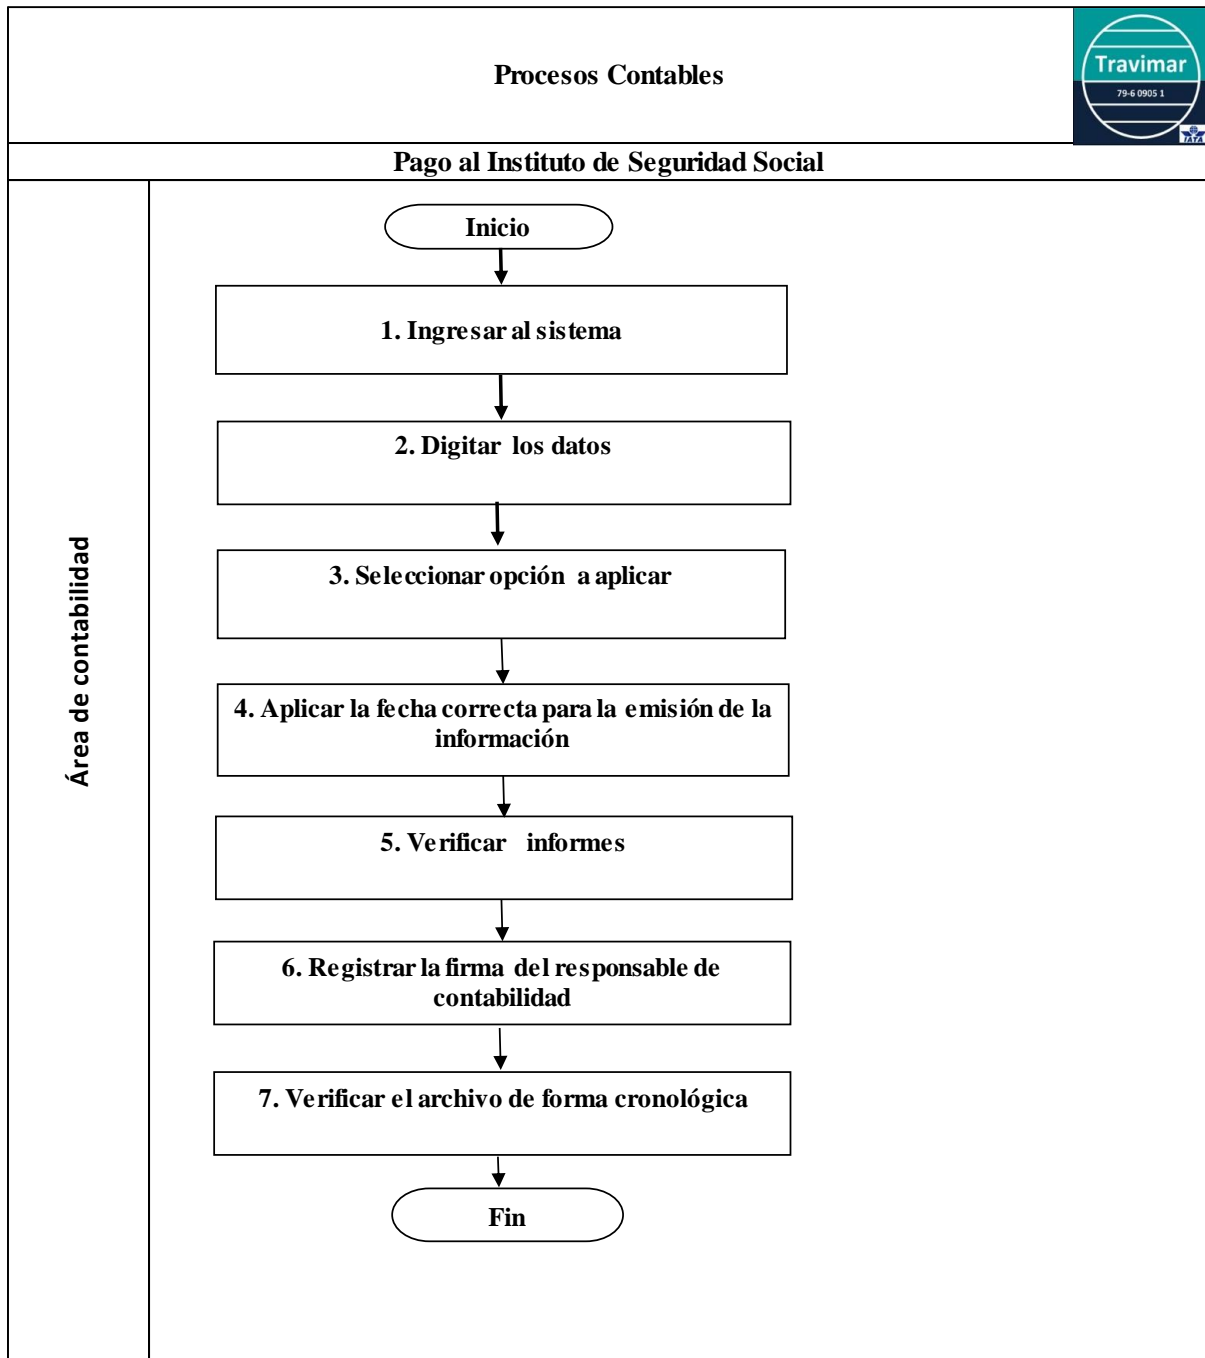 Procesos Contables
Travimar
79-6 0905 1
IATA
Pago al Instituto de Seguridad Social
Área de contabilidad
Inicio
1. Ingresar al sistema
2. Digitar los datos
3. Seleccionar opción a aplicar
4. Aplicar la fecha correcta para la emisión de la
información
5. Verificar informes
6. Registrar la firma del responsable de
contabilidad
7. Verificar el archivo de forma cronológica
Fin